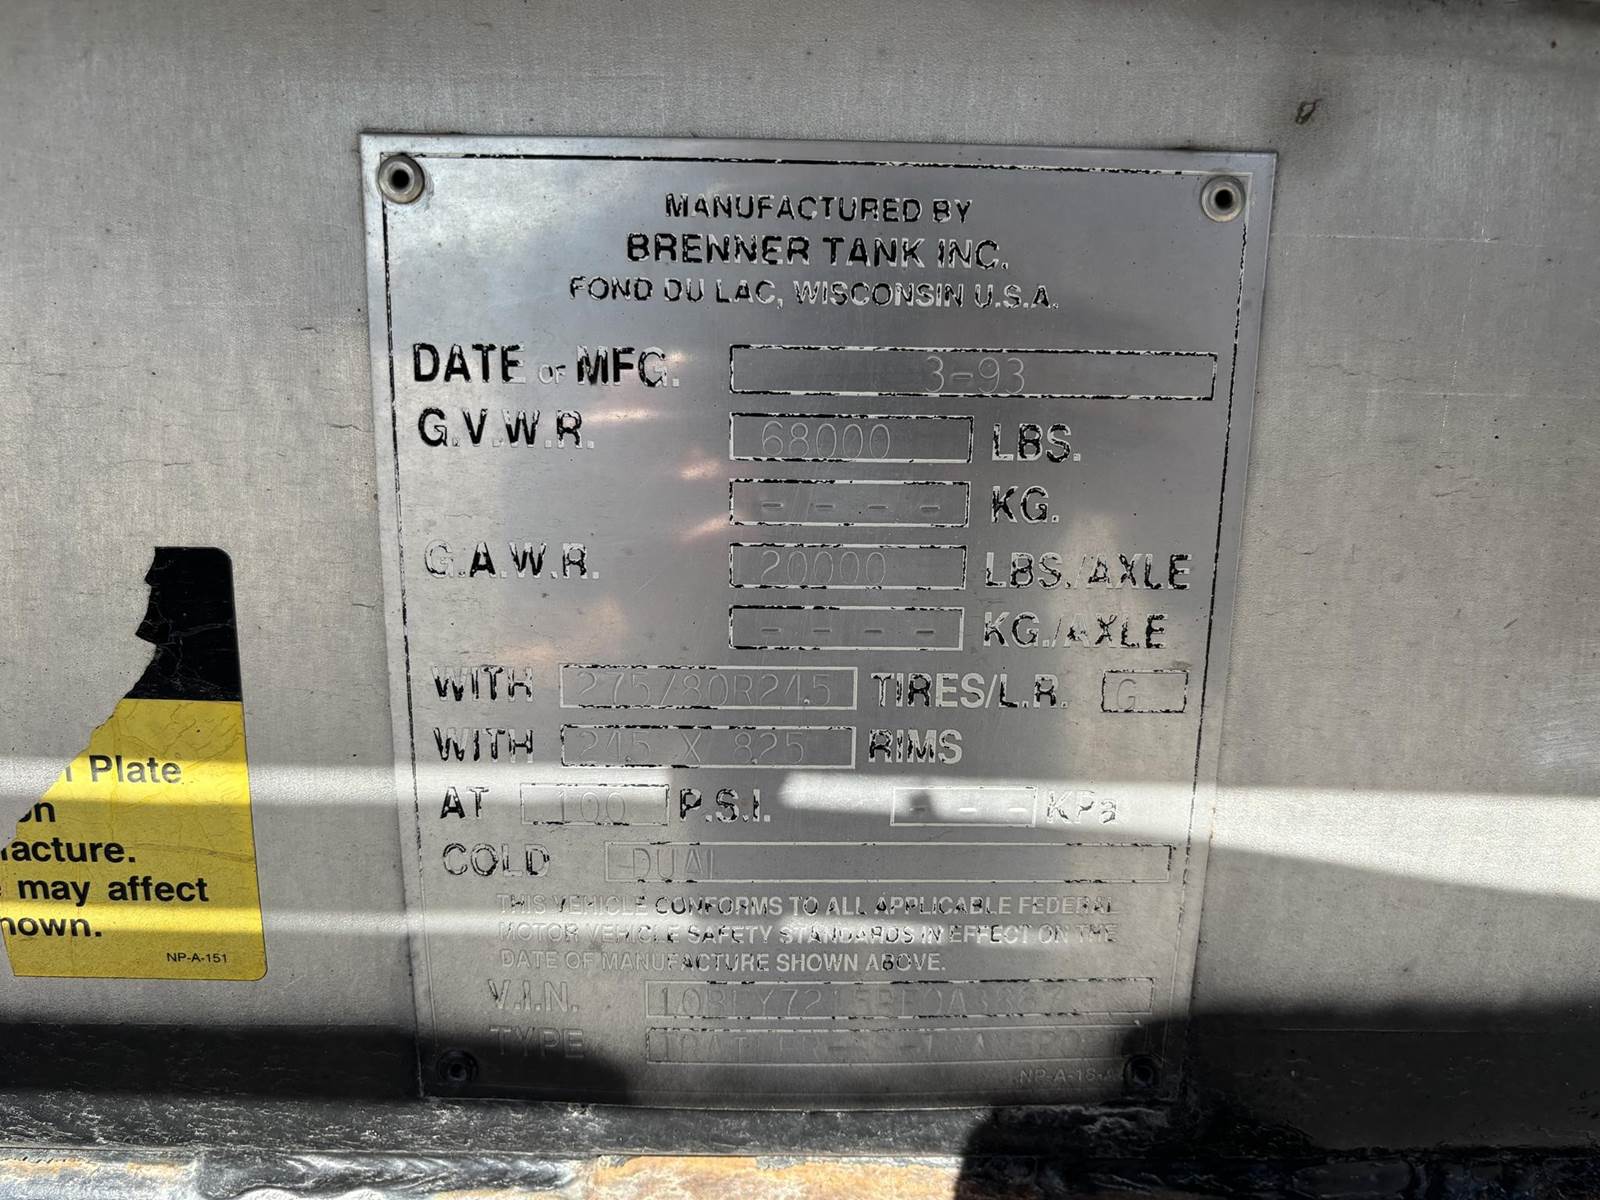 MANUFACTURED BY
BRENNER TANK INC.
FOND DU LAC, WISCONSIN U.S.A.
DATE OF MFG. 3-93
G.V.W.R. 68000 LBS.
- - - - KG.
G.A.W.R. 20000 LBS./AXLE
- - - - KG./AXLE
WITH 275/80R24.5 TIRES/L.R. G
WITH 24.5 X 8.25 RIMS
AT 100 P.S.I. - - - KPa
COLD DUAL
THIS VEHICLE CONFORMS TO ALL APPLICABLE FEDERAL
MOTOR VEHICLE SAFETY STANDARDS IN EFFECT ON THE
DATE OF MANUFACTURE SHOWN ABOVE.
V.I.N.
TYPE
Plate
on
facture.
may affect
hown.
NP-A-151